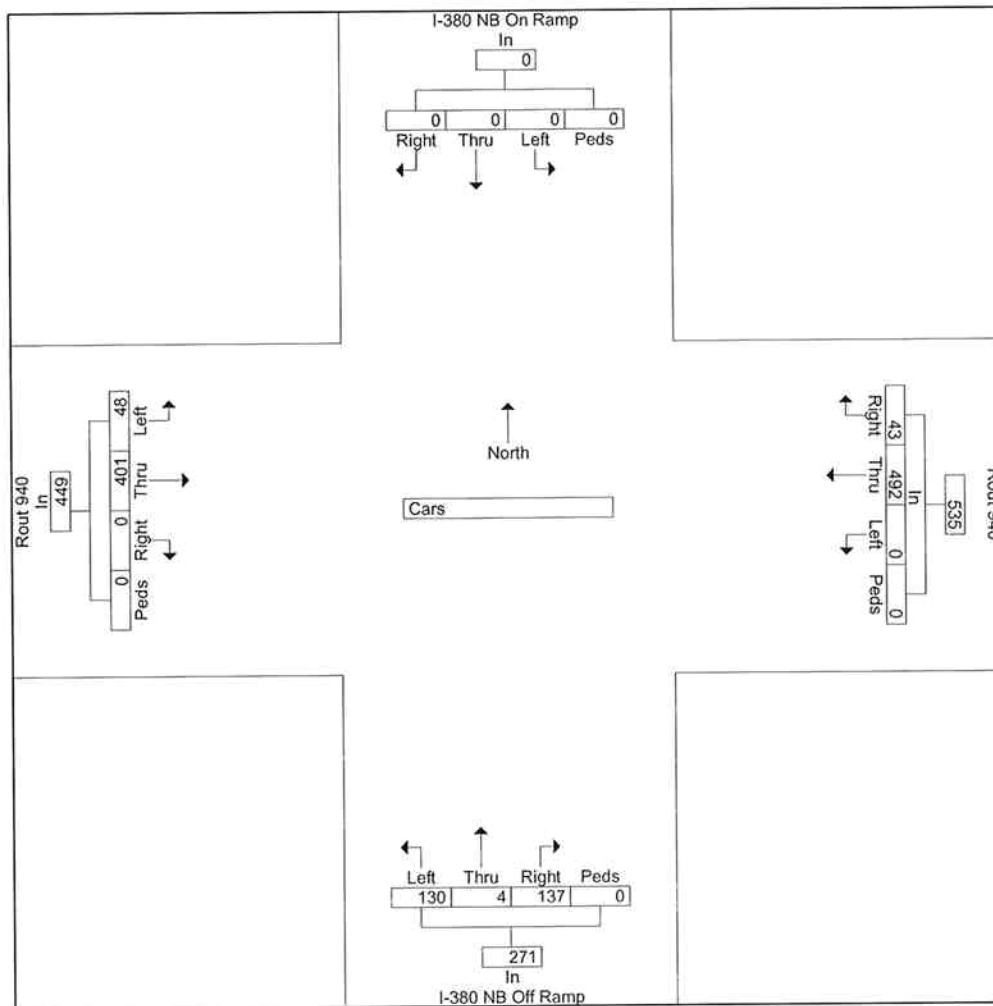 I-380 NB On Ramp
In
0
0 0 0 0
Right Thru Left Peds
Rout 940
In
449
48 401 0 0
Left Thru Right Peds
North
Cars
Right Thru Left Peds
43 492 0 0
In
535
Left Thru Right Peds
130 4 137 0
271
In
I-380 NB Off Ramp